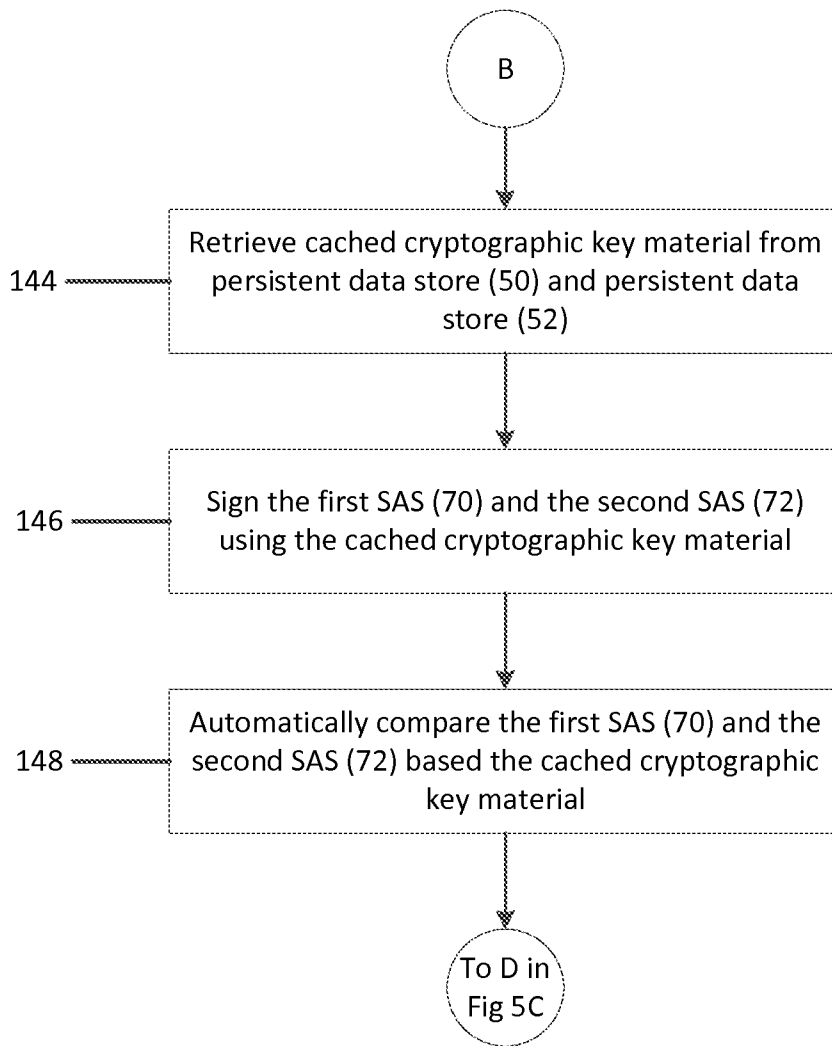 B
144
Retrieve cached cryptographic key material from
persistent data store (50) and persistent data
store (52)
146
Sign the first SAS (70) and the second SAS (72)
using the cached cryptographic key material
148
Automatically compare the first SAS (70) and the
second SAS (72) based the cached cryptographic
key material
To D in
Fig 5C